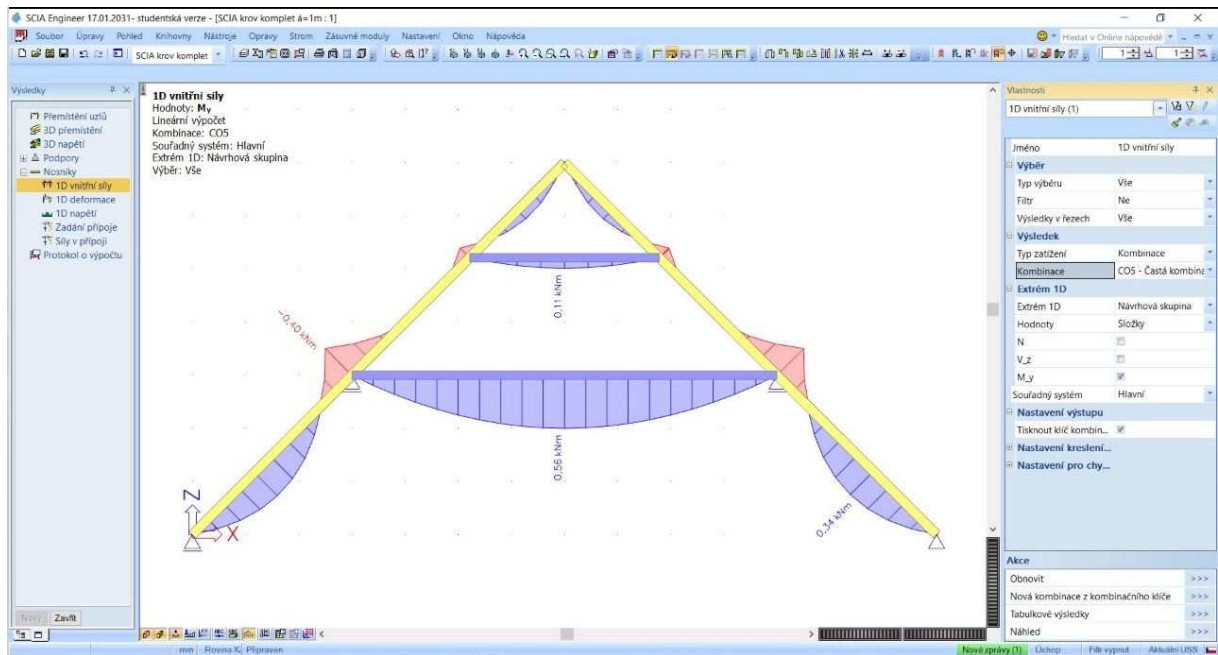 SCIA Engineer 17.01.2031- studentská verze - [SCIA krov komplet á=1m : 1]
Soubor Úpravy Pohled Knihovny Nástroje Opravy Strom Zásuvné moduly Nastavení Okno Nápověda
Hledat v Online nápovědě
SCIA krov komplet
Výsledky
Přemístění uzlů
3D přemístění
3D napětí
Podpory
Nosníky
1D vnitřní síly
1D deformace
1D napětí
Zadání přípoje
Síly v přípoji
Protokol o výpočtu
Nový Zavřít
1D vnitřní síly
Hodnoty: My
Lineární výpočet
Kombinace: CO5
Souřadný systém: Hlavní
Extrém 1D: Návrhová skupina
Výběr: Vše
0,11 kNm
-0,40 kNm
0,56 kNm
0,34 kNm
Z
X
Vlastnosti
1D vnitřní síly (1)
Jméno 1D vnitřní síly
Výběr
Typ výběru Vše
Filtr Ne
Výsledky v řezech Vše
Výsledek
Typ zatížení Kombinace
Kombinace CO5 - Častá kombina
Extrém 1D
Extrém 1D Návrhová skupina
Hodnoty Složky
N
V_z
M_y
Souřadný systém Hlavní
Nastavení výstupu
Tisknout klíč kombin...
Nastavení kreslení...
Nastavení pro chy...
Akce
Obnovit >>>
Nová kombinace z kombinačního klíče >>>
Tabulkové výsledky >>>
Náhled >>>
mm Rovina X Připraven
Nové zprávy (1) Úchop Filtr vypnut Aktuální USS